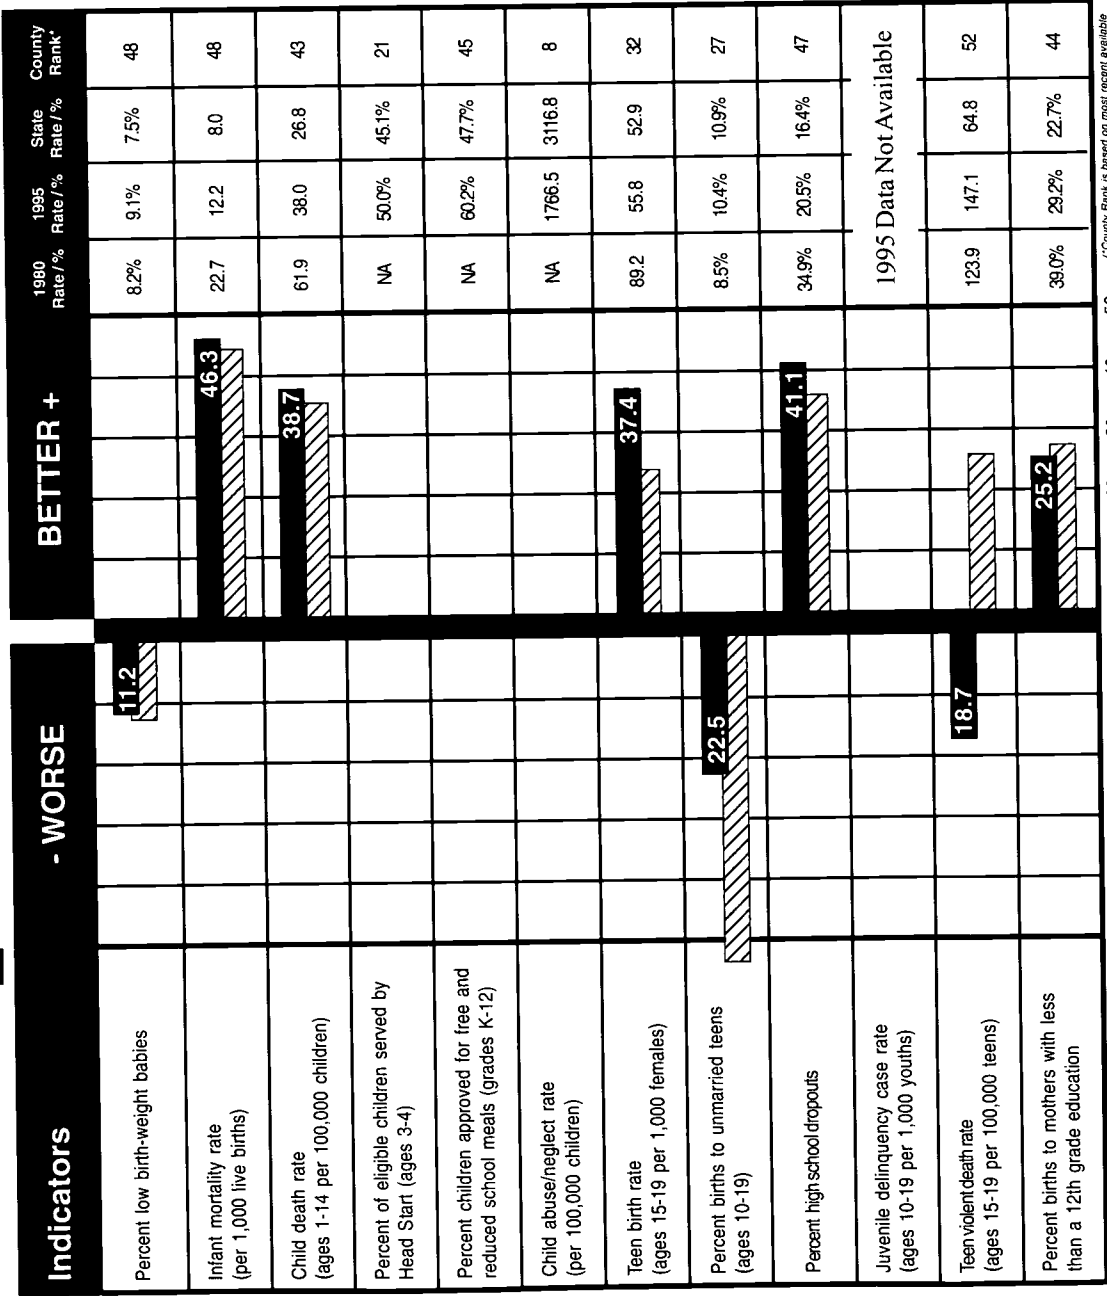 Indicators
- WORSE
BETTER +
1980
Rate / %
1995
Rate / %
State
Rate / %
County
Rank*
Percent low birth-weight babies
11.2
8.2%
9.1%
7.5%
48
Infant mortality rate
(per 1,000 live births)
46.3
22.7
12.2
8.0
48
Child death rate
(ages 1-14 per 100,000 children)
38.7
61.9
38.0
26.8
43
Percent of eligible children served by
Head Start (ages 3-4)
NA
50.0%
45.1%
21
Percent children approved for free and
reduced school meals (grades K-12)
NA
60.2%
47.7%
45
Child abuse/neglect rate
(per 100,000 children)
NA
1766.5
3116.8
8
Teen birth rate
(ages 15-19 per 1,000 females)
37.4
89.2
55.8
52.9
32
Percent births to unmarried teens
(ages 10-19)
22.5
8.5%
10.4%
10.9%
27
Percent high school dropouts
41.1
34.9%
20.5%
16.4%
47
Juvenile delinquency case rate
(ages 10-19 per 1,000 youths)
1995 Data Not Available
Teen violent death rate
(ages 15-19 per 100,000 teens)
18.7
123.9
147.1
64.8
52
Percent births to mothers with less
than a 12th grade education
25.2
39.0%
29.2%
22.7%
44
(*County Rank is based on most recent available